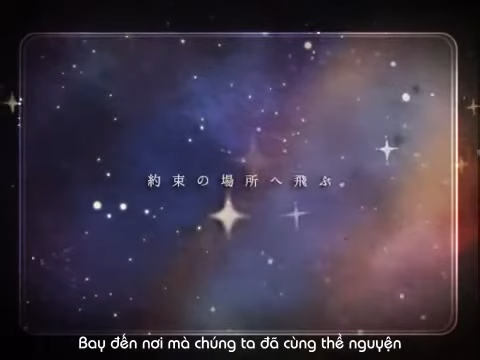 約束の場所へ飛ぶ
Bay đến nơi mà chúng ta đã cùng thề nguyện